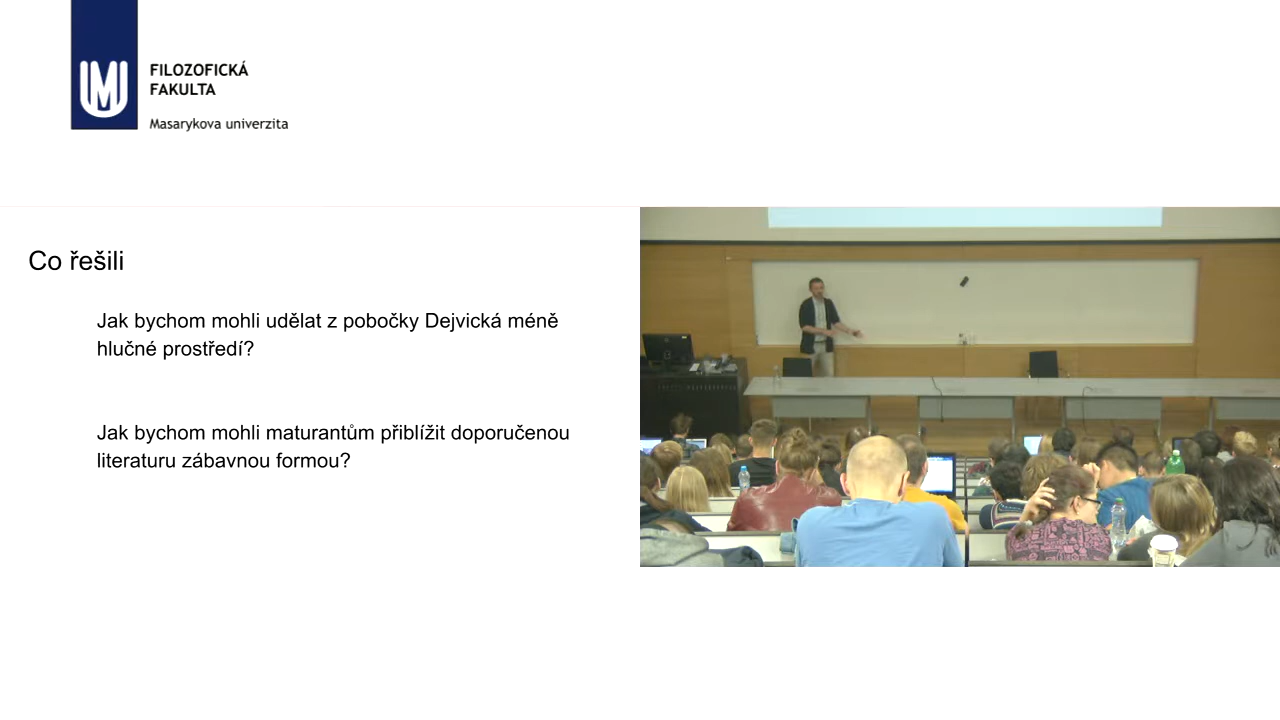 FILOZOFICKÁ
FAKULTA
Masarykova univerzita
Co řešili
Jak bychom mohli udělat z pobočky Dejvická méně
hlučné prostředí?
Jak bychom mohli maturantům přiblížit doporučenou
literaturu zábavnou formou?